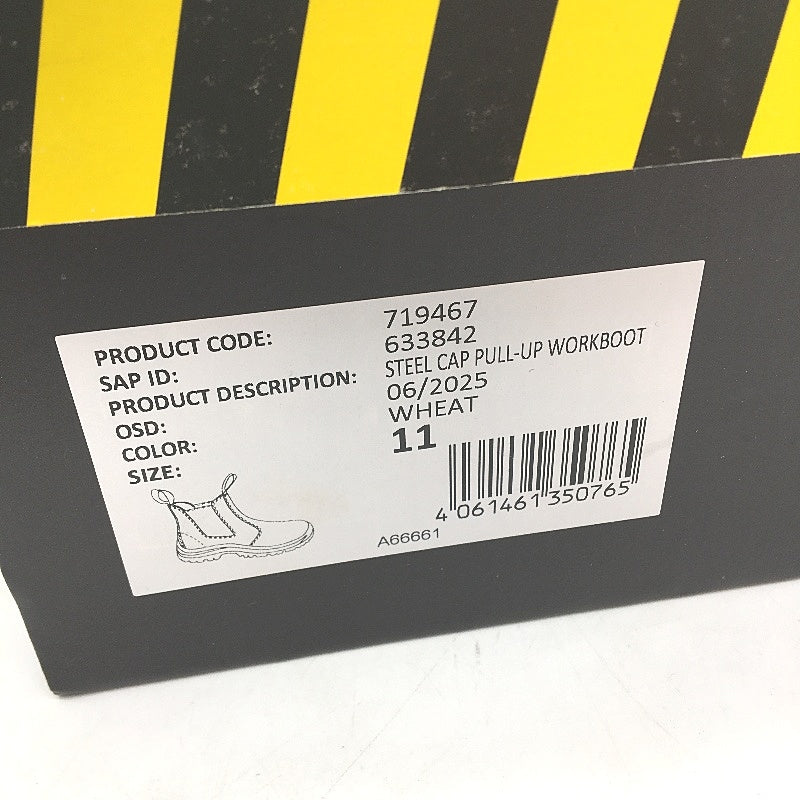 PRODUCT CODE: 719467
SAP ID: 633842
PRODUCT DESCRIPTION: STEEL CAP PULL-UP WORKBOOT
OSD: 06/2025
COLOR: WHEAT
SIZE: 11
4 061461 350765
A66661